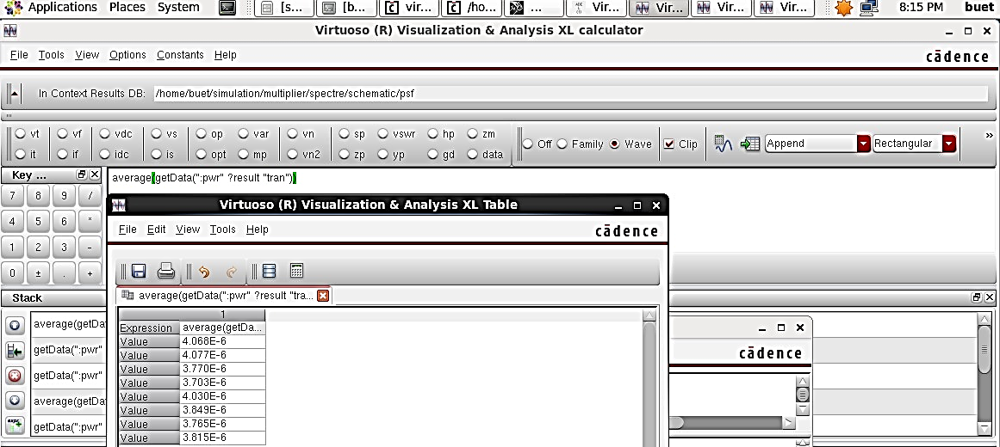 Applications Places System [s... [b... vir... /ho... ... Vir... Vir... Vir... Vir... 8:15 PM buet
Virtuoso (R) Visualization & Analysis XL calculator
File Tools View Options Constants Help cādence
In Context Results DB: /home/buet/simulation/multiplier/spectre/schematic/psf
vt vf vdc vs op var vn sp vswr hp zm
Off Family Wave Clip Append Rectangular »
it if idc is opt mp vn2 zp yp gd data
Key ...
average(getData(":pwr" ?result "tran"))
7 8 9 /
4 5 6 *
1 2 3 -
0 ± . +
Virtuoso (R) Visualization & Analysis XL Table
File Edit View Tools Help cādence
average(getData(":pwr" ?result "tra...
1
Expression average(getDa...
Value 4.068E-6
Value 4.077E-6
Value 3.770E-6
Value 3.703E-6
Value 4.030E-6
Value 3.849E-6
Value 3.765E-6
Value 3.815E-6
Stack
average(getDat
getData(":pwr"
getData(":pwr"
average(getDat
getData(":pwr"
cādence